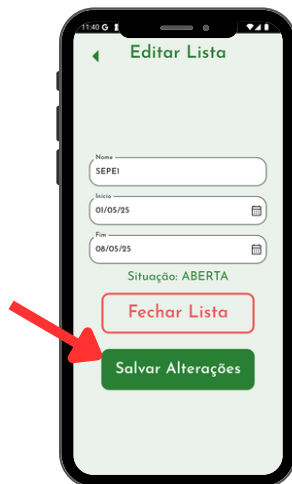 11:40 G
Editar Lista
Nome
SEPEI
Início
01/05/25
Fim
08/05/25
Situação: ABERTA
Fechar Lista
Salvar Alterações